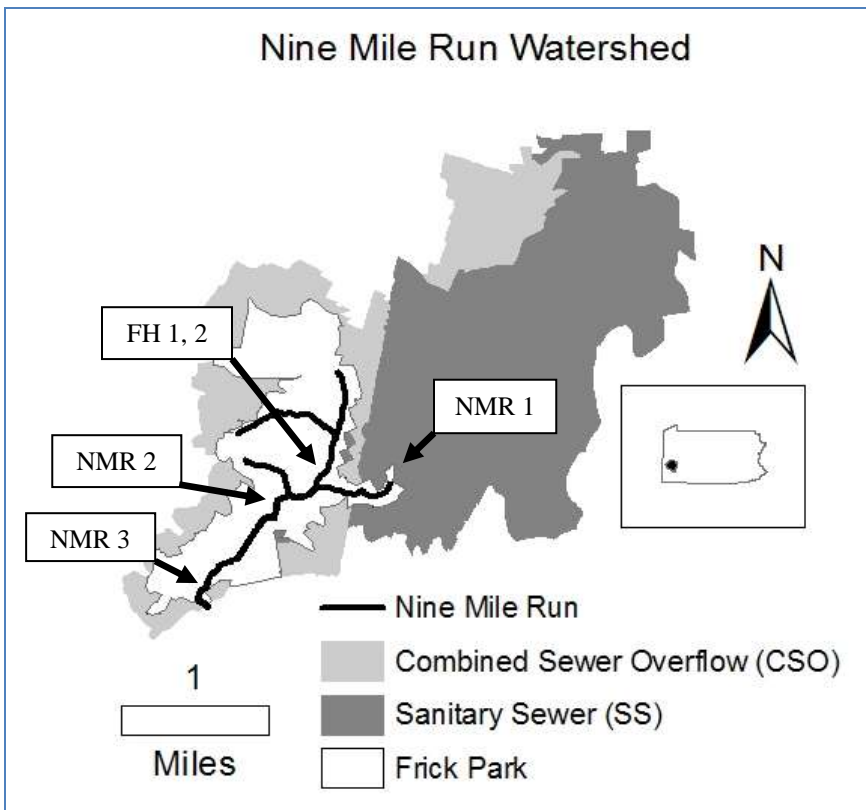 Nine Mile Run Watershed
N
FH 1, 2
NMR 1
NMR 2
NMR 3
Nine Mile Run
Combined Sewer Overflow (CSO)
Sanitary Sewer (SS)
Frick Park
1
Miles